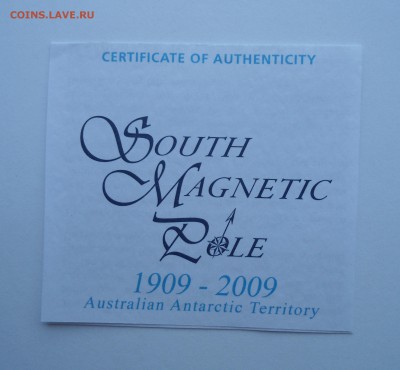 COINS.LAVE.RU
CERTIFICATE OF AUTHENTICITY
SOUTH
MAGNETIC
POLE
1909 - 2009
Australian Antarctic Territory